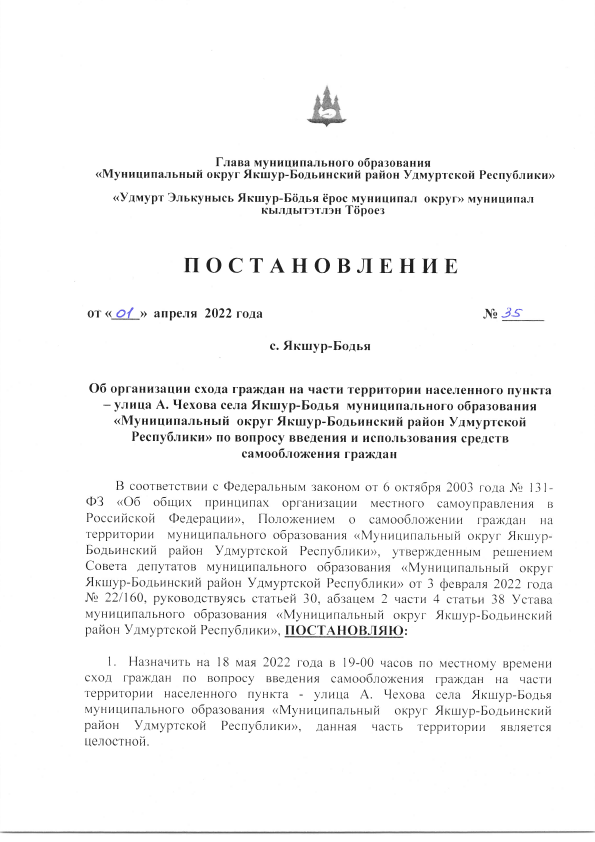 Глава муниципального образования
«Муниципальный округ Якшур-Бодьинский район Удмуртской Республики»
«Удмурт Элькунысь Якшур-Бӧдья ёрос муниципал округ» муниципал
кылдытэтлэн Тӧроез
П О С Т А Н О В Л Е Н И Е
от «01» апреля 2022 года № 35
с. Якшур-Бодья
Об организации схода граждан на части территории населенного пункта
– улица А. Чехова села Якшур-Бодья муниципального образования
«Муниципальный округ Якшур-Бодьинский район Удмуртской
Республики» по вопросу введения и использования средств
самообложения граждан
В соответствии с Федеральным законом от 6 октября 2003 года № 131-
ФЗ «Об общих принципах организации местного самоуправления в
Российской Федерации», Положением о самообложении граждан на
территории муниципального образования «Муниципальный округ Якшур-
Бодьинский район Удмуртской Республики», утвержденным решением
Совета депутатов муниципального образования «Муниципальный округ
Якшур-Бодьинский район Удмуртской Республики» от 3 февраля 2022 года
№ 22/160, руководствуясь статьей 30, абзацем 2 части 4 статьи 38 Устава
муниципального образования «Муниципальный округ Якшур-Бодьинский
район Удмуртской Республики», ПОСТАНОВЛЯЮ:
1. Назначить на 18 мая 2022 года в 19-00 часов по местному времени
сход граждан по вопросу введения самообложения граждан на части
территории населенного пункта - улица А. Чехова села Якшур-Бодья
муниципального образования «Муниципальный округ Якшур-Бодьинский
район Удмуртской Республики», данная часть территории является
целостной.